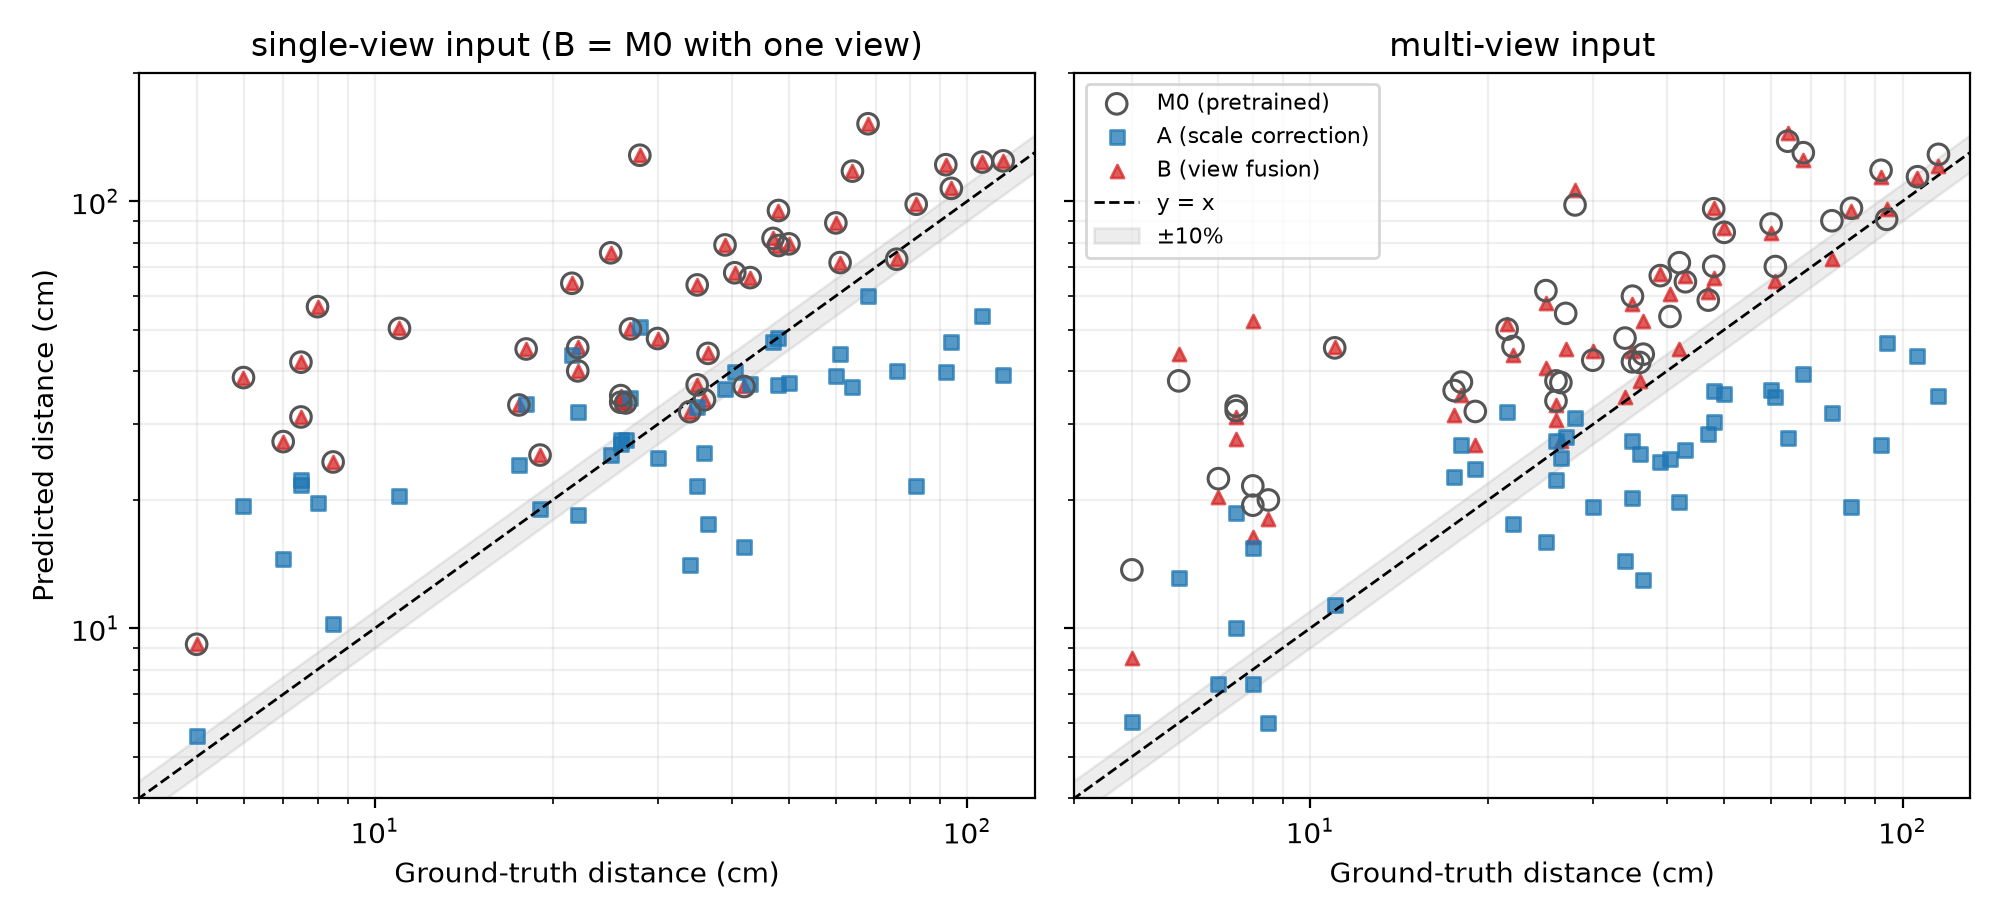 single-view input (B = M0 with one view)
multi-view input
M0 (pretrained)
A (scale correction)
B (view fusion)
y = x
±10%
Predicted distance (cm)
10²
10¹
10¹
10²
10¹
10²
Ground-truth distance (cm)
Ground-truth distance (cm)